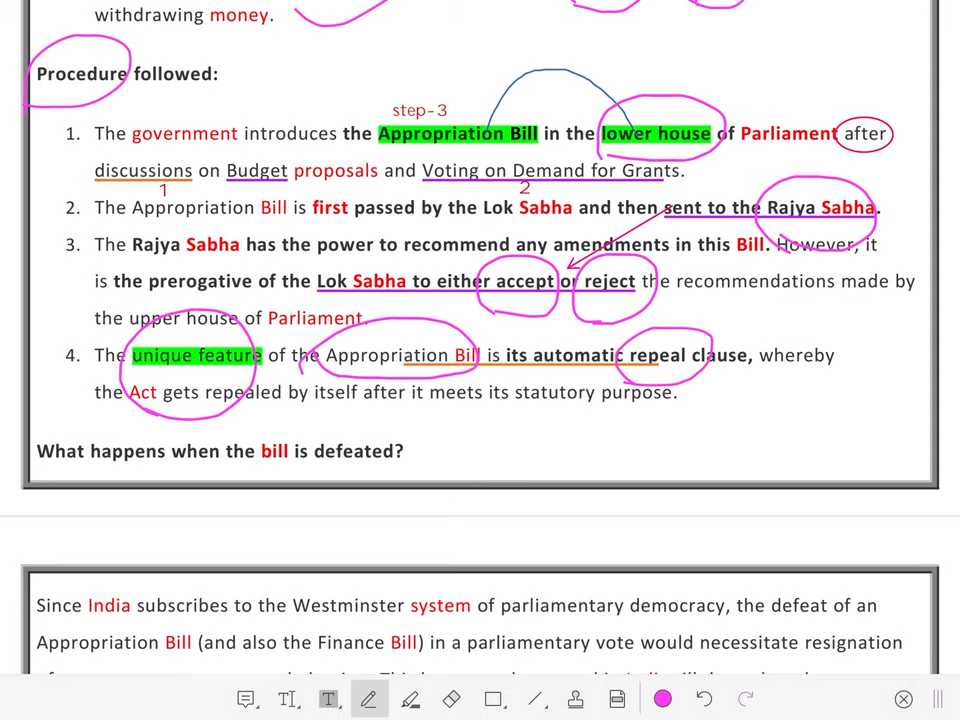 withdrawing money.
Procedure followed:
step-3
1. The government introduces the Appropriation Bill in the lower house of Parliament after
discussions on Budget proposals and Voting on Demand for Grants.
1 2
2. The Appropriation Bill is first passed by the Lok Sabha and then sent to the Rajya Sabha.
3. The Rajya Sabha has the power to recommend any amendments in this Bill. However, it
is the prerogative of the Lok Sabha to either accept or reject the recommendations made by
the upper house of Parliament.
4. The unique feature of the Appropriation Bill is its automatic repeal clause, whereby
the Act gets repealed by itself after it meets its statutory purpose.
What happens when the bill is defeated?
Since India subscribes to the Westminster system of parliamentary democracy, the defeat of an
Appropriation Bill (and also the Finance Bill) in a parliamentary vote would necessitate resignation